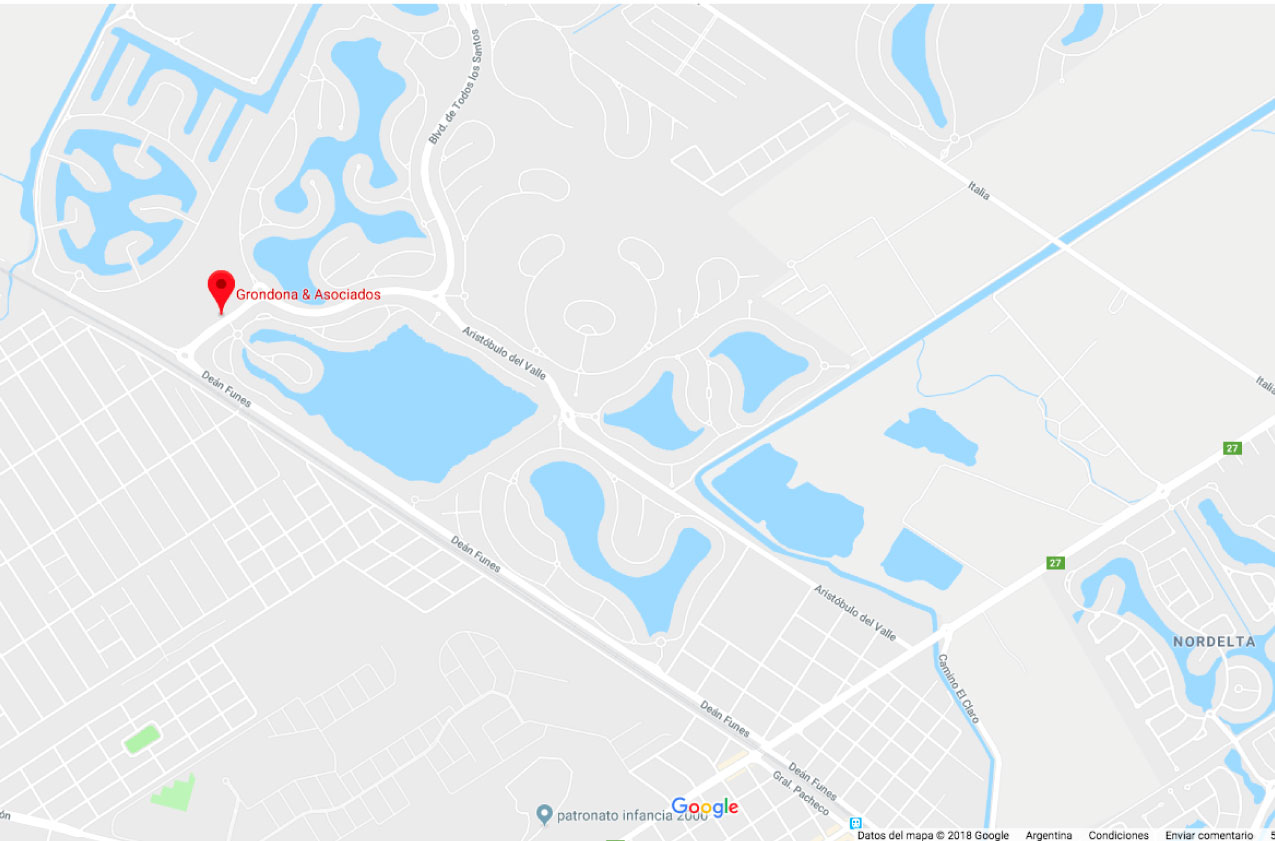 Blvd. de Todos los Santos
Italia
Grondona & Asociados
Aristóbulo del Valle
Deán Funes
Italia
27
Deán Funes
27
Aristóbulo del Valle
NORDELTA
Camino El Claro
Deán Funes
Deán Funes
Gral. Pacheco
Google
patronato infancia 2000
ón
Datos del mapa © 2018 Google Argentina Condiciones Enviar comentario 5